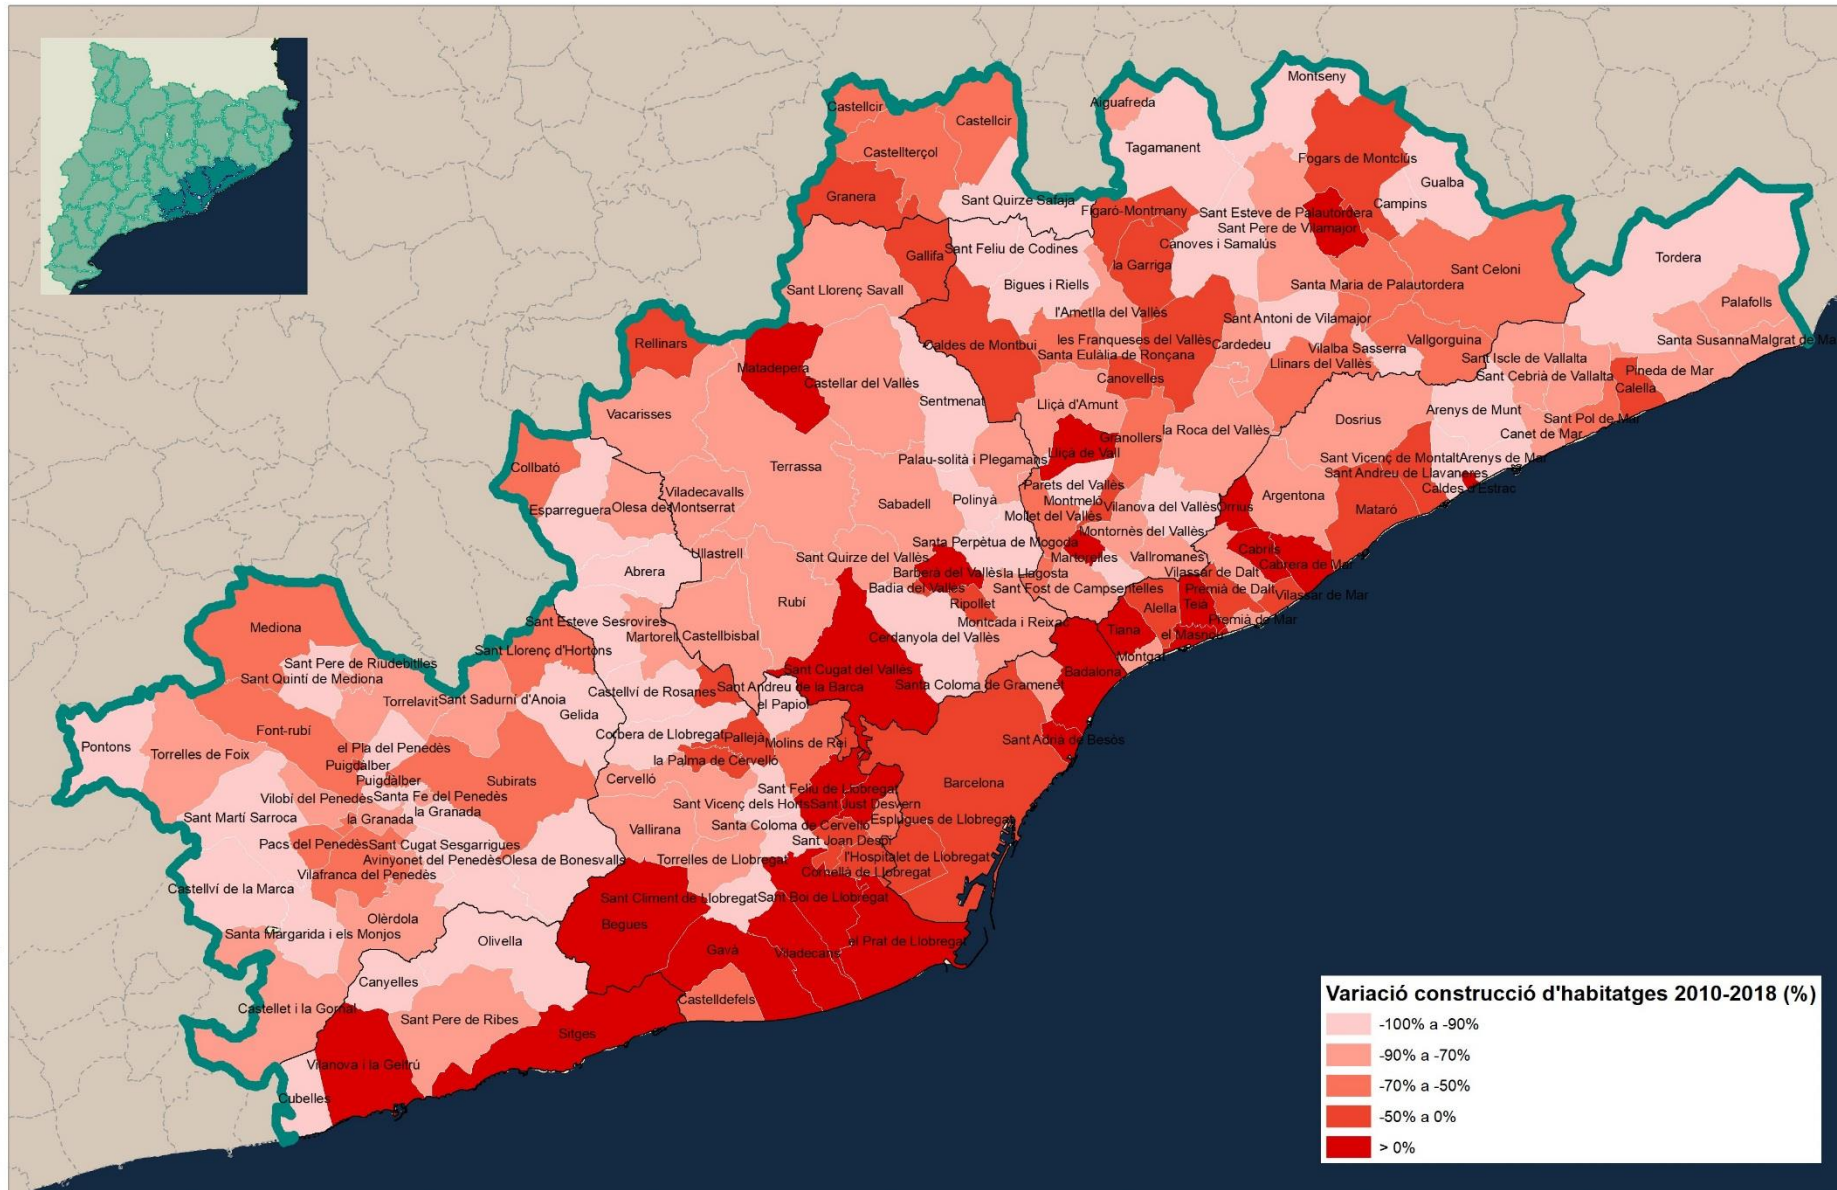 Montseny
Aiguafreda
Castellcir
Castellcir
Tagamanent
Castellterçol
Fogars de Montclús
Gualba
Granera
Sant Quirze Safaja
Campins
Figaró-Montmany
Sant Esteve de Palautordera
Sant Pere de Vilamajor
Cànoves i Samalús
Sant Feliu de Codines
Gallifa
Tordera
la Garriga
Sant Celoni
Bigues i Riells
Santa Maria de Palautordera
Sant Llorenç Savall
Palafolls
l'Ametlla del Vallès
Sant Antoni de Vilamajor
Rellinars
Caldes de Montbui
les Franqueses del Vallès
Cardedeu
Vilalba Sasserra
Vallgorguina
Santa Susanna
Malgrat de Ma
Santa Eulàlia de Ronçana
Sant Iscle de Vallalta
Matadepera
Llinars del Vallès
Pineda de Mar
Sant Cebrià de Vallalta
Canovelles
Castellar del Vallès
Calella
Sentmenat
Lliçà d'Amunt
Vacarisses
Arenys de Munt
Dosrius
Sant Pol de Mar
la Roca del Vallès
Canet de Mar
Granollers
Lliçà de Vall
Palau-solità i Plegamans
Sant Vicenç de Montalt
Arenys de Mar
Terrassa
Collbató
Sant Andreu de Llavaneres
Parets del Vallès
Caldes d'Estrac
Viladecavalls
Argentona
Polinyà
Montmeló
Sabadell
Esparreguera
Olesa de Montserrat
Vilanova del Vallès
Òrrius
Mataró
Mollet del Vallès
Montornès del Vallès
Santa Perpètua de Mogoda
Ullastrell
Sant Quirze del Vallès
Martorelles
Vallromanes
Cabrils
Cabrera de Mar
Abrera
Barberà del Vallès
la Llagosta
Vilassar de Dalt
Badia del Vallès
Sant Fost de Campsentelles
Premià de Dalt
Vilassar de Mar
Rubí
Ripollet
Alella
Teià
Sant Esteve Sesrovires
Montcada i Reixac
Premià de Mar
Mediona
Martorell
Castellbisbal
Cerdanyola del Vallès
Tiana
el Masnou
Sant Llorenç d'Hortons
Montgat
Sant Pere de Riudebitlles
Sant Cugat del Vallès
Badalona
Sant Quintí de Mediona
Castellví de Rosanes
Sant Andreu de la Barca
Santa Coloma de Gramenet
Torrelavit
Sant Sadurní d'Anoia
el Papiol
Gelida
Font-rubí
Corbera de Llobregat
Pallejà
Molins de Rei
Sant Adrià de Besòs
Pontons
el Pla del Penedès
Torrelles de Foix
la Palma de Cervelló
Puigdàlber
Puigdàlber
Subirats
Cervelló
Barcelona
Sant Feliu de Llobregat
Vilobí del Penedès
Santa Fe del Penedès
Sant Vicenç dels Horts
Sant Just Desvern
Sant Martí Sarroca
la Granada
la Granada
Esplugues de Llobregat
Vallirana
Santa Coloma de Cervelló
Pacs del Penedès
Sant Cugat Sesgarrigues
Sant Joan Despí
Avinyonet del Penedès
Olesa de Bonesvalls
Torrelles de Llobregat
l'Hospitalet de Llobregat
Vilafranca del Penedès
Cornellà de Llobregat
Castellví de la Marca
Sant Climent de Llobregat
Sant Boi de Llobregat
Olèrdola
Begues
Santa Margarida i els Monjos
Olivella
el Prat de Llobregat
Gavà
Viladecans
Canyelles
Castelldefels
Castellet i la Gornal
Sant Pere de Ribes
Sitges
Vilanova i la Geltrú
Cubelles
Variació construcció d'habitatges 2010-2018 (%)
-100% a -90%
-90% a -70%
-70% a -50%
-50% a 0%
> 0%